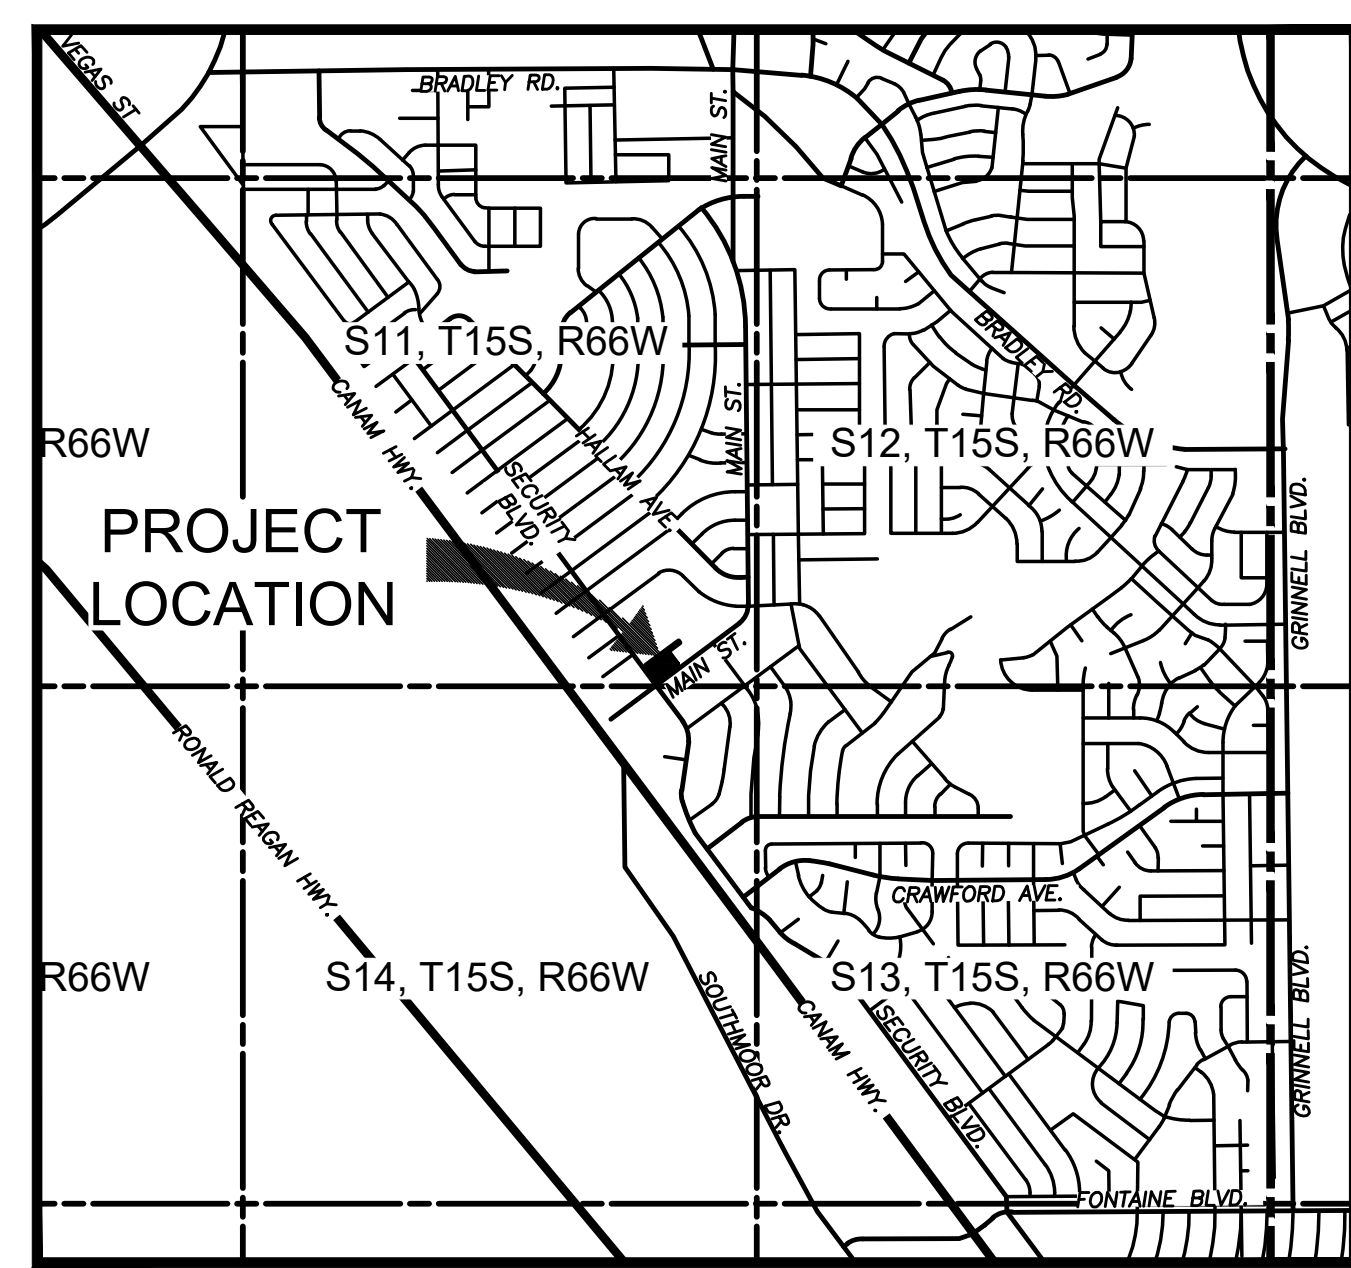 VEGAS ST
BRADLEY RD.
MAIN ST.
S11, T15S, R66W
BRADLEY RD.
CANAM HWY.
MAIN ST.
HALLAM AVE.
R66W
S12, T15S, R66W
SECURITY
BLVD.
GRINNELL BLVD.
PROJECT
LOCATION
MAIN ST.
RONALD REAGAN HWY.
CRAWFORD AVE.
R66W
S14, T15S, R66W
S13, T15S, R66W
SOUTHMOOR DR.
CANAM HWY.
SECURITY BLVD.
GRINNELL BLVD.
FONTAINE BLVD.